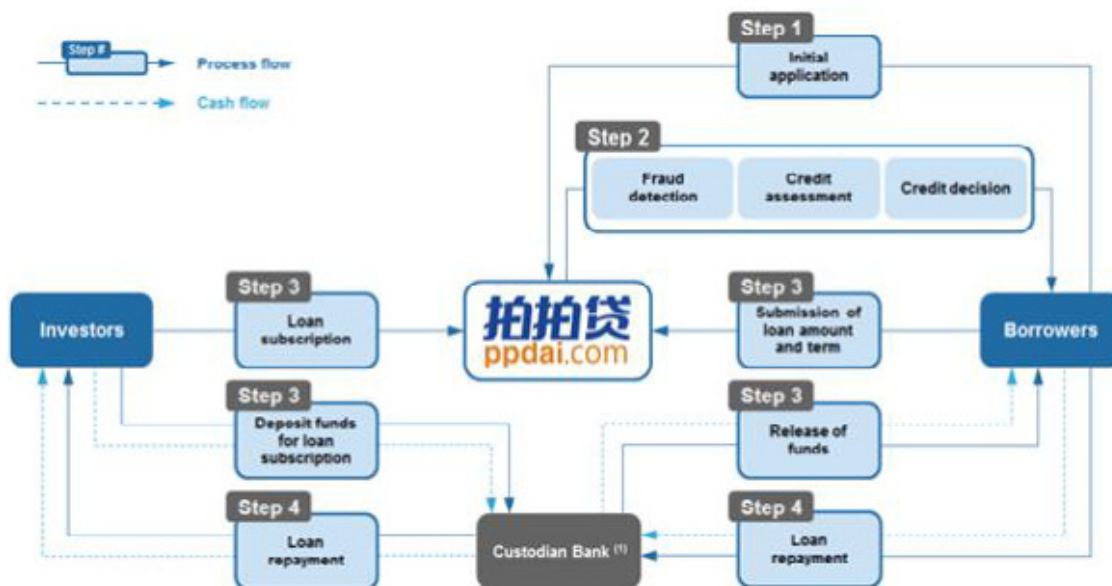 Step 1
Step #
Process flow
Initial
application
Cash flow
Step 2
Fraud
detection
Credit
assessment
Credit decision
Step 3
Step 3
Investors
Loan
subscription
拍拍贷
ppdai.com
Submission of
loan amount
and term
Borrowers
Step 3
Step 3
Deposit funds
for loan
subscription
Release of
funds
Step 4
Step 4
Loan
repayment
Custodian Bank (1)
Loan
repayment